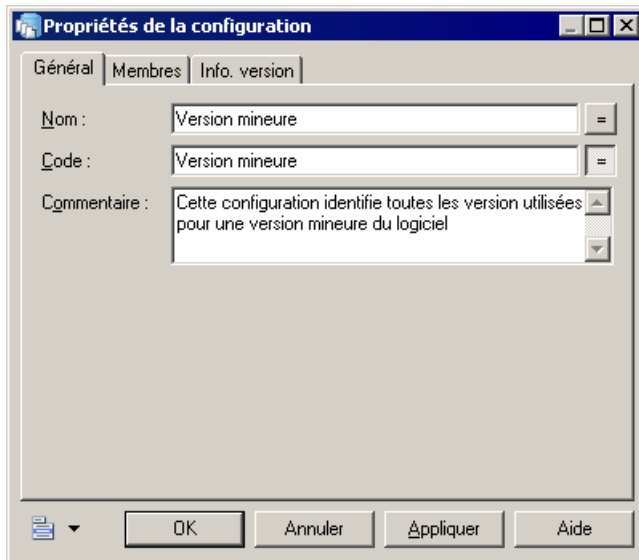 Propriétés de la configuration
Général Membres Info. version
Nom : Version mineure =
Code : Version mineure =
Commentaire : Cette configuration identifie toutes les version utilisées
pour une version mineure du logiciel
OK Annuler Appliquer Aide